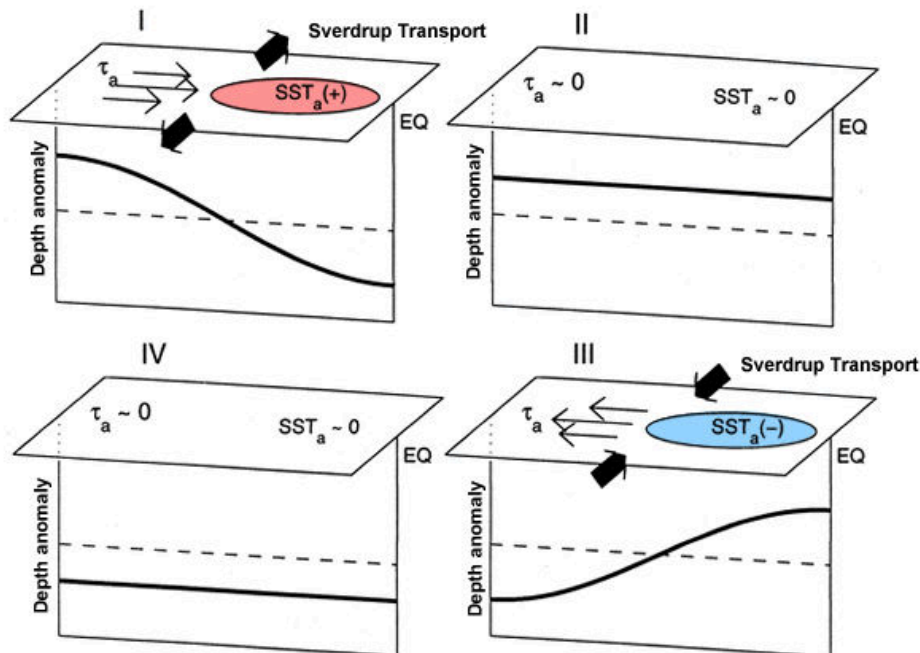 I
Sverdrup Transport
τa
SSTa(+)
EQ
Depth anomaly
II
τa ~ 0
SSTa ~ 0
EQ
Depth anomaly
IV
τa ~ 0
SSTa ~ 0
EQ
Depth anomaly
III
Sverdrup Transport
τa
SSTa(−)
EQ
Depth anomaly